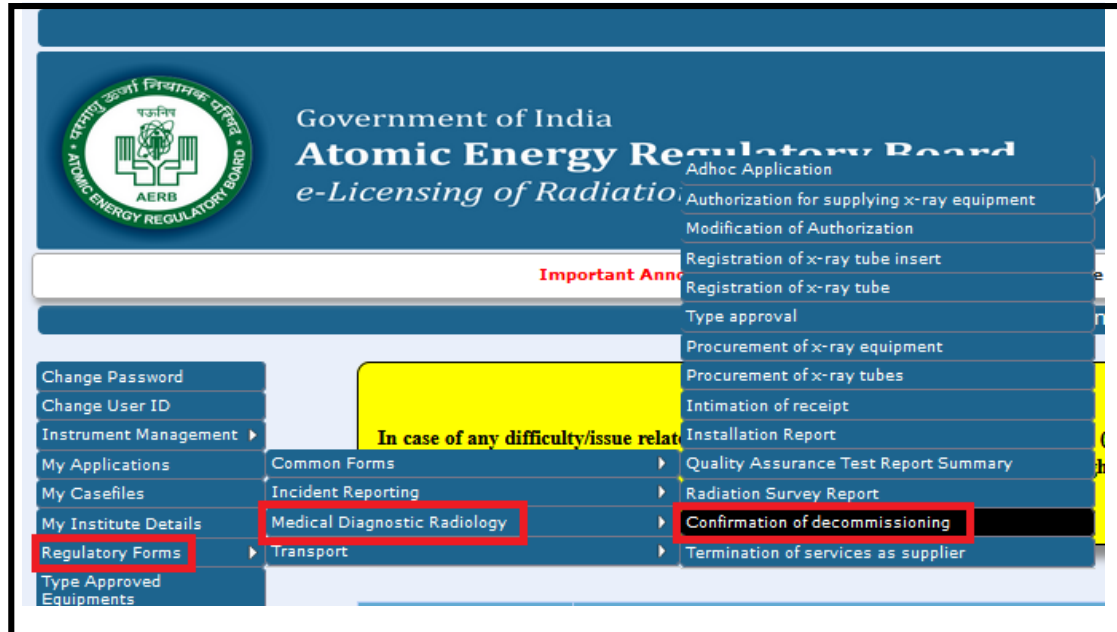 परमाणु ऊर्जा नियामक परिषद
पऊनिप
AERB
ATOMIC ENERGY REGULATORY BOARD
Government of India
Atomic Energy Regulatory Board
e-Licensing of Radiatio
Important Anno
Adhoc Application
Authorization for supplying x-ray equipment
Modification of Authorization
Registration of x-ray tube insert
Registration of x-ray tube
Type approval
Procurement of x-ray equipment
Procurement of x-ray tubes
Intimation of receipt
Installation Report
Quality Assurance Test Report Summary
Radiation Survey Report
Confirmation of decommissioning
Termination of services as supplier
In case of any difficulty/issue relat
Change Password
Change User ID
Instrument Management
My Applications
My Casefiles
My Institute Details
Regulatory Forms
Type Approved
Equipments
Common Forms
Incident Reporting
Medical Diagnostic Radiology
Transport